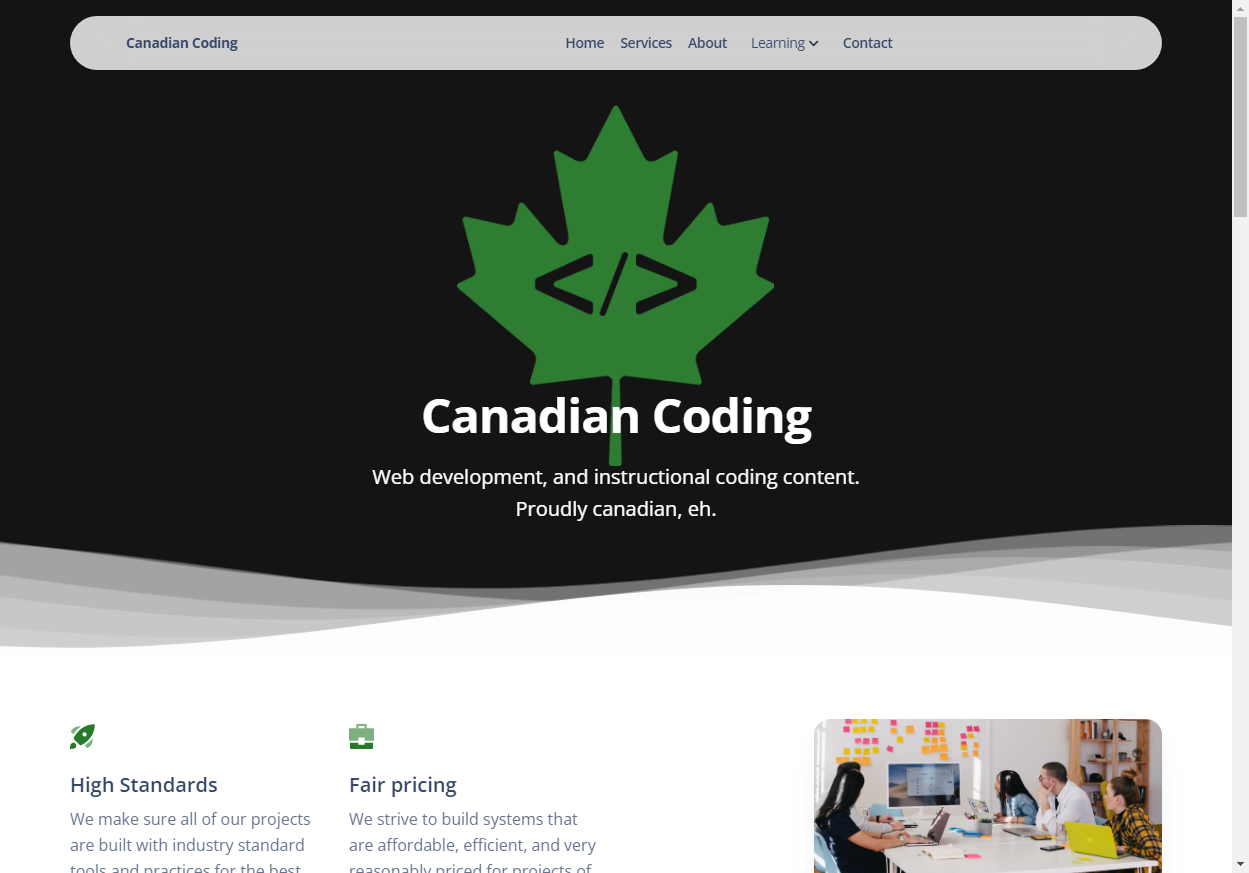 Canadian Coding
Home Services About Learning Contact
</>
Canadian Coding
Web development, and instructional coding content.
Proudly canadian, eh.
High Standards
We make sure all of our projects
are built with industry standard
tools and practices for the best
Fair pricing
We strive to build systems that
are affordable, efficient, and very
reasonably priced for projects of